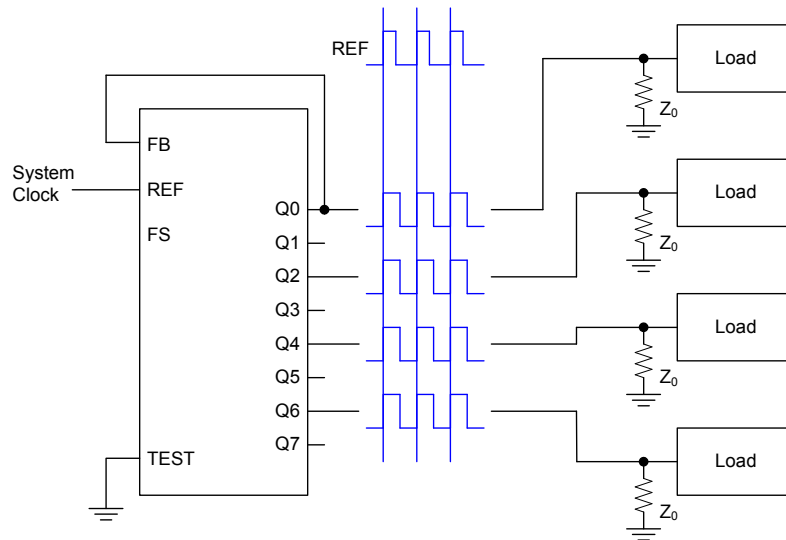 REF
Load
Z0
FB
System
Clock
REF
FS
Q0
Q1
Q2
Q3
Q4
Q5
Q6
Q7
TEST
Load
Z0
Load
Z0
Load
Z0